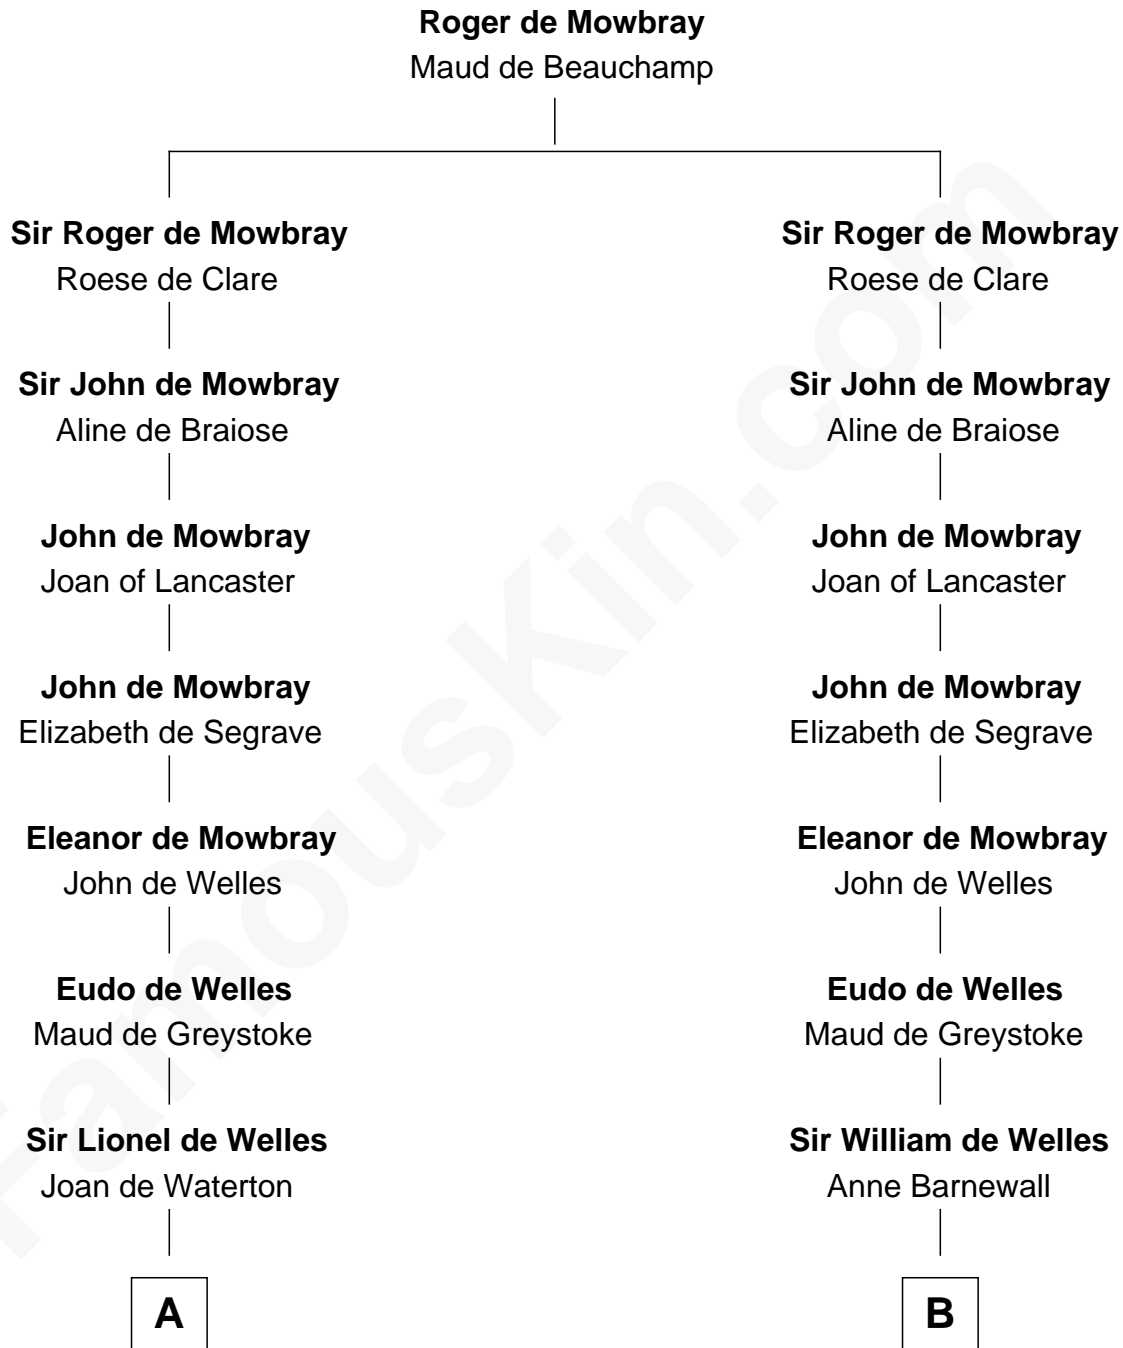 Roger de Mowbray
Maud de Beauchamp
Sir Roger de Mowbray
Roese de Clare
Sir John de Mowbray
Aline de Braiose
John de Mowbray
Joan of Lancaster
John de Mowbray
Elizabeth de Segrave
Eleanor de Mowbray
John de Welles
Eudo de Welles
Maud de Greystoke
Sir Lionel de Welles
Joan de Waterton
A
Sir Roger de Mowbray
Roese de Clare
Sir John de Mowbray
Aline de Braiose
John de Mowbray
Joan of Lancaster
John de Mowbray
Elizabeth de Segrave
Eleanor de Mowbray
John de Welles
Eudo de Welles
Maud de Greystoke
Sir William de Welles
Anne Barnewall
B
FamousKin.com